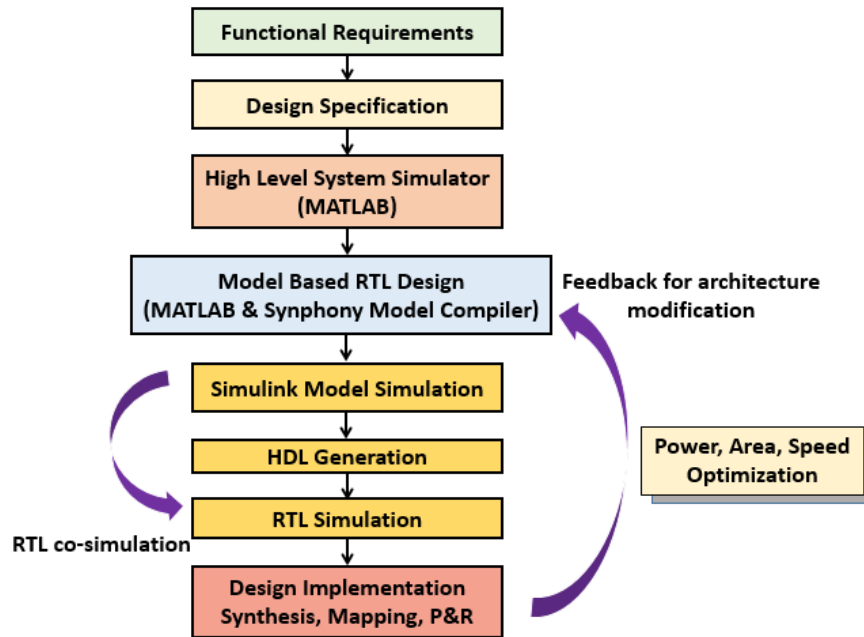 Functional Requirements
Design Specification
High Level System Simulator
(MATLAB)
Model Based RTL Design
(MATLAB & Synphony Model Compiler)
Feedback for architecture
modification
Simulink Model Simulation
HDL Generation
Power, Area, Speed
Optimization
RTL Simulation
RTL co-simulation
Design Implementation
Synthesis, Mapping, P&R